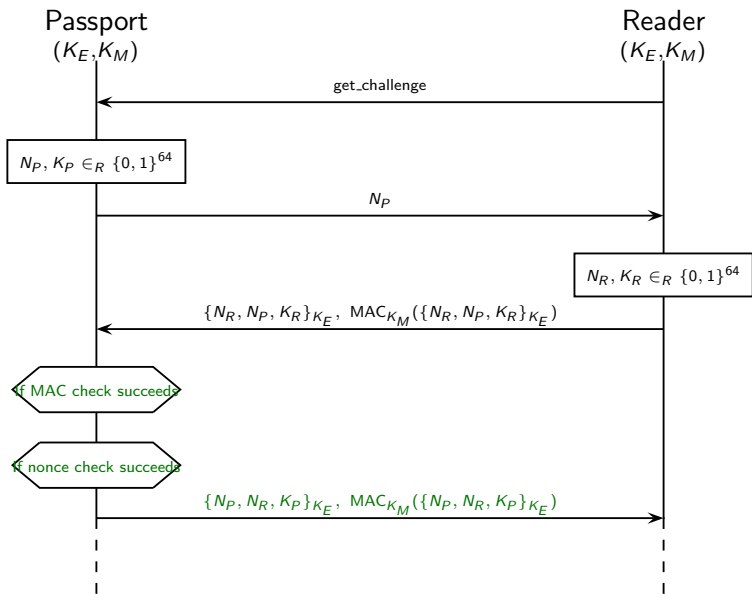 Passport
Reader
(K_E,K_M)
(K_E,K_M)
get_challenge
N_P, K_P ∈_R {0, 1}^64
N_P
N_R, K_R ∈_R {0, 1}^64
{N_R, N_P, K_R}_{K_E}, MAC_{K_M}({N_R, N_P, K_R}_{K_E})
If MAC check succeeds
If nonce check succeeds
{N_P, N_R, K_P}_{K_E}, MAC_{K_M}({N_P, N_R, K_P}_{K_E})